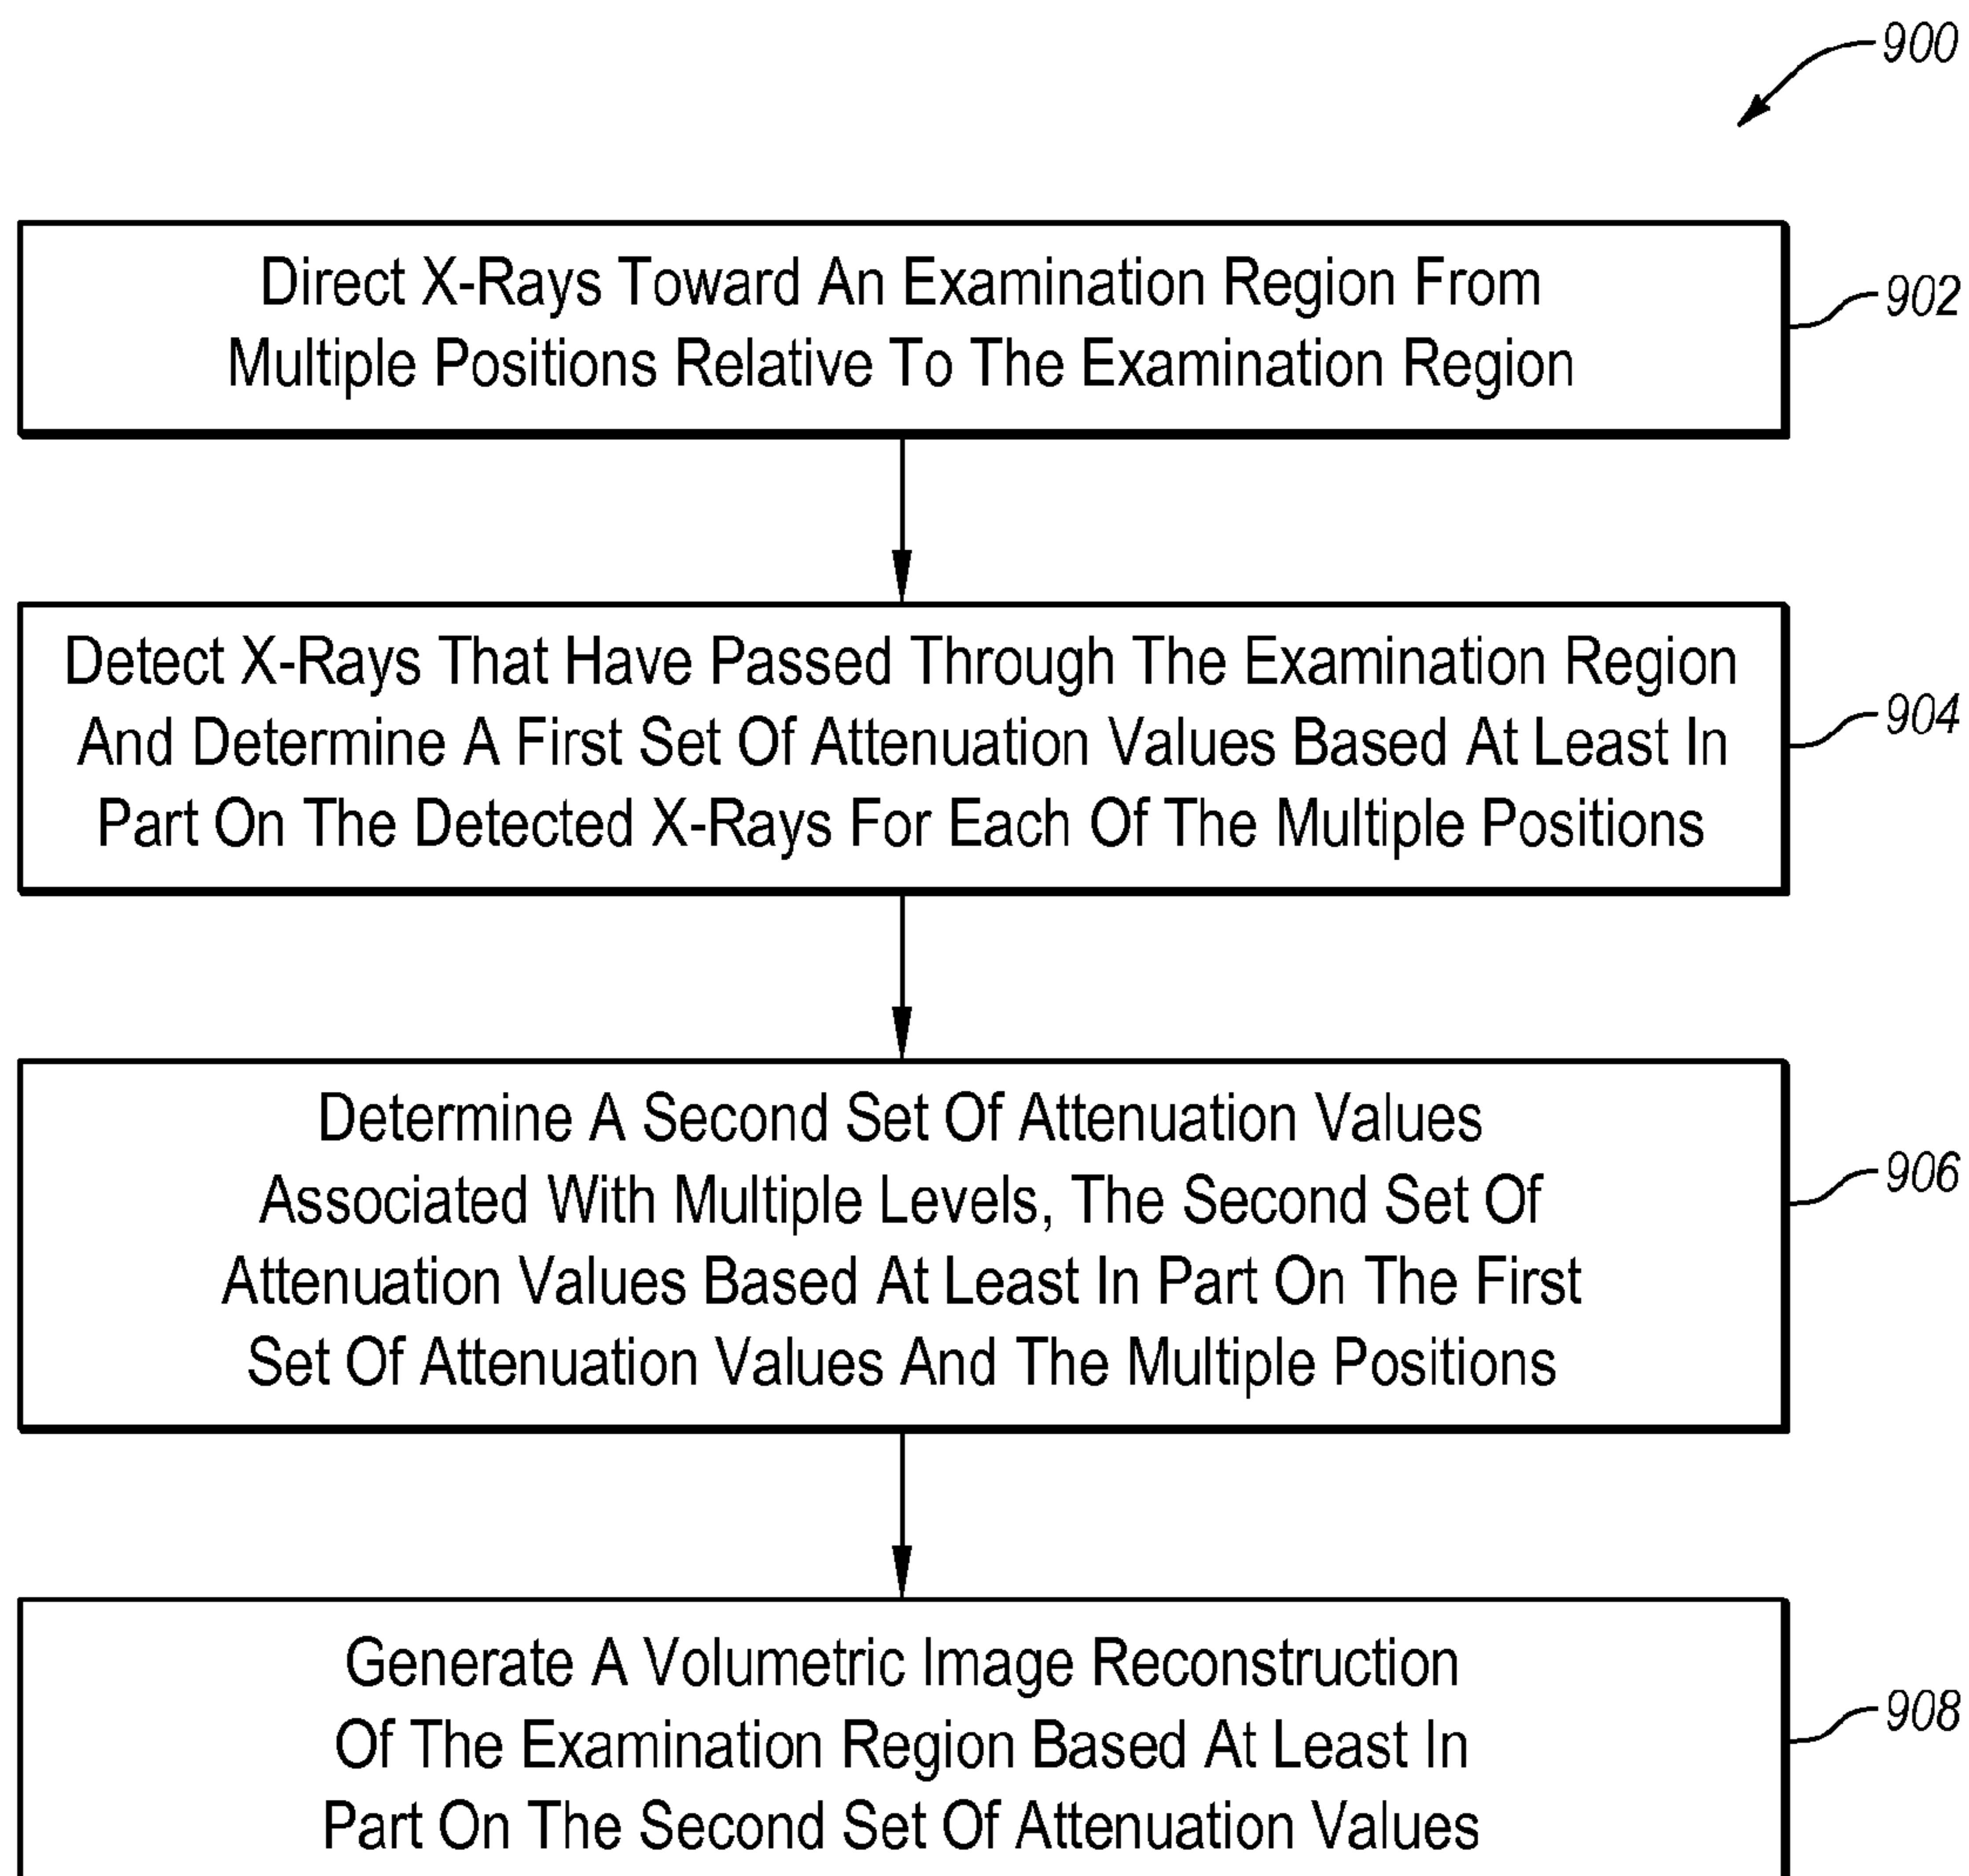 900
Direct X-Rays Toward An Examination Region From
Multiple Positions Relative To The Examination Region
902
Detect X-Rays That Have Passed Through The Examination Region
And Determine A First Set Of Attenuation Values Based At Least In
Part On The Detected X-Rays For Each Of The Multiple Positions
904
Determine A Second Set Of Attenuation Values
Associated With Multiple Levels, The Second Set Of
Attenuation Values Based At Least In Part On The First
Set Of Attenuation Values And The Multiple Positions
906
Generate A Volumetric Image Reconstruction
Of The Examination Region Based At Least In
Part On The Second Set Of Attenuation Values
908